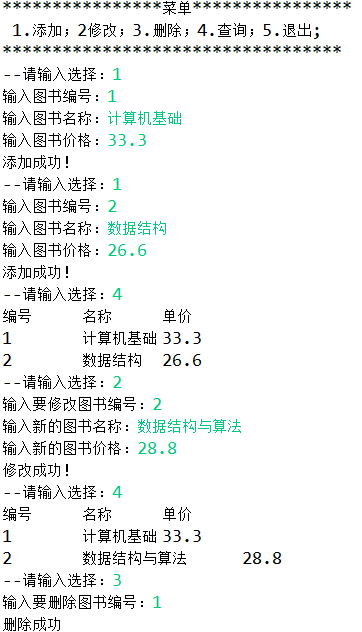 ****************菜单****************
1.添加; 2修改; 3.删除; 4.查询; 5.退出;
**********************************
--请输入选择：1
输入图书编号：1
输入图书名称：计算机基础
输入图书价格：33.3
添加成功！
--请输入选择：1
输入图书编号：2
输入图书名称：数据结构
输入图书价格：26.6
添加成功！
--请输入选择：4
编号 名称 单价
1 计算机基础 33.3
2 数据结构 26.6
--请输入选择：2
输入要修改图书编号：2
输入新的图书名称：数据结构与算法
输入新的图书价格：28.8
修改成功！
--请输入选择：4
编号 名称 单价
1 计算机基础 33.3
2 数据结构与算法 28.8
--请输入选择：3
输入要删除图书编号：1
删除成功